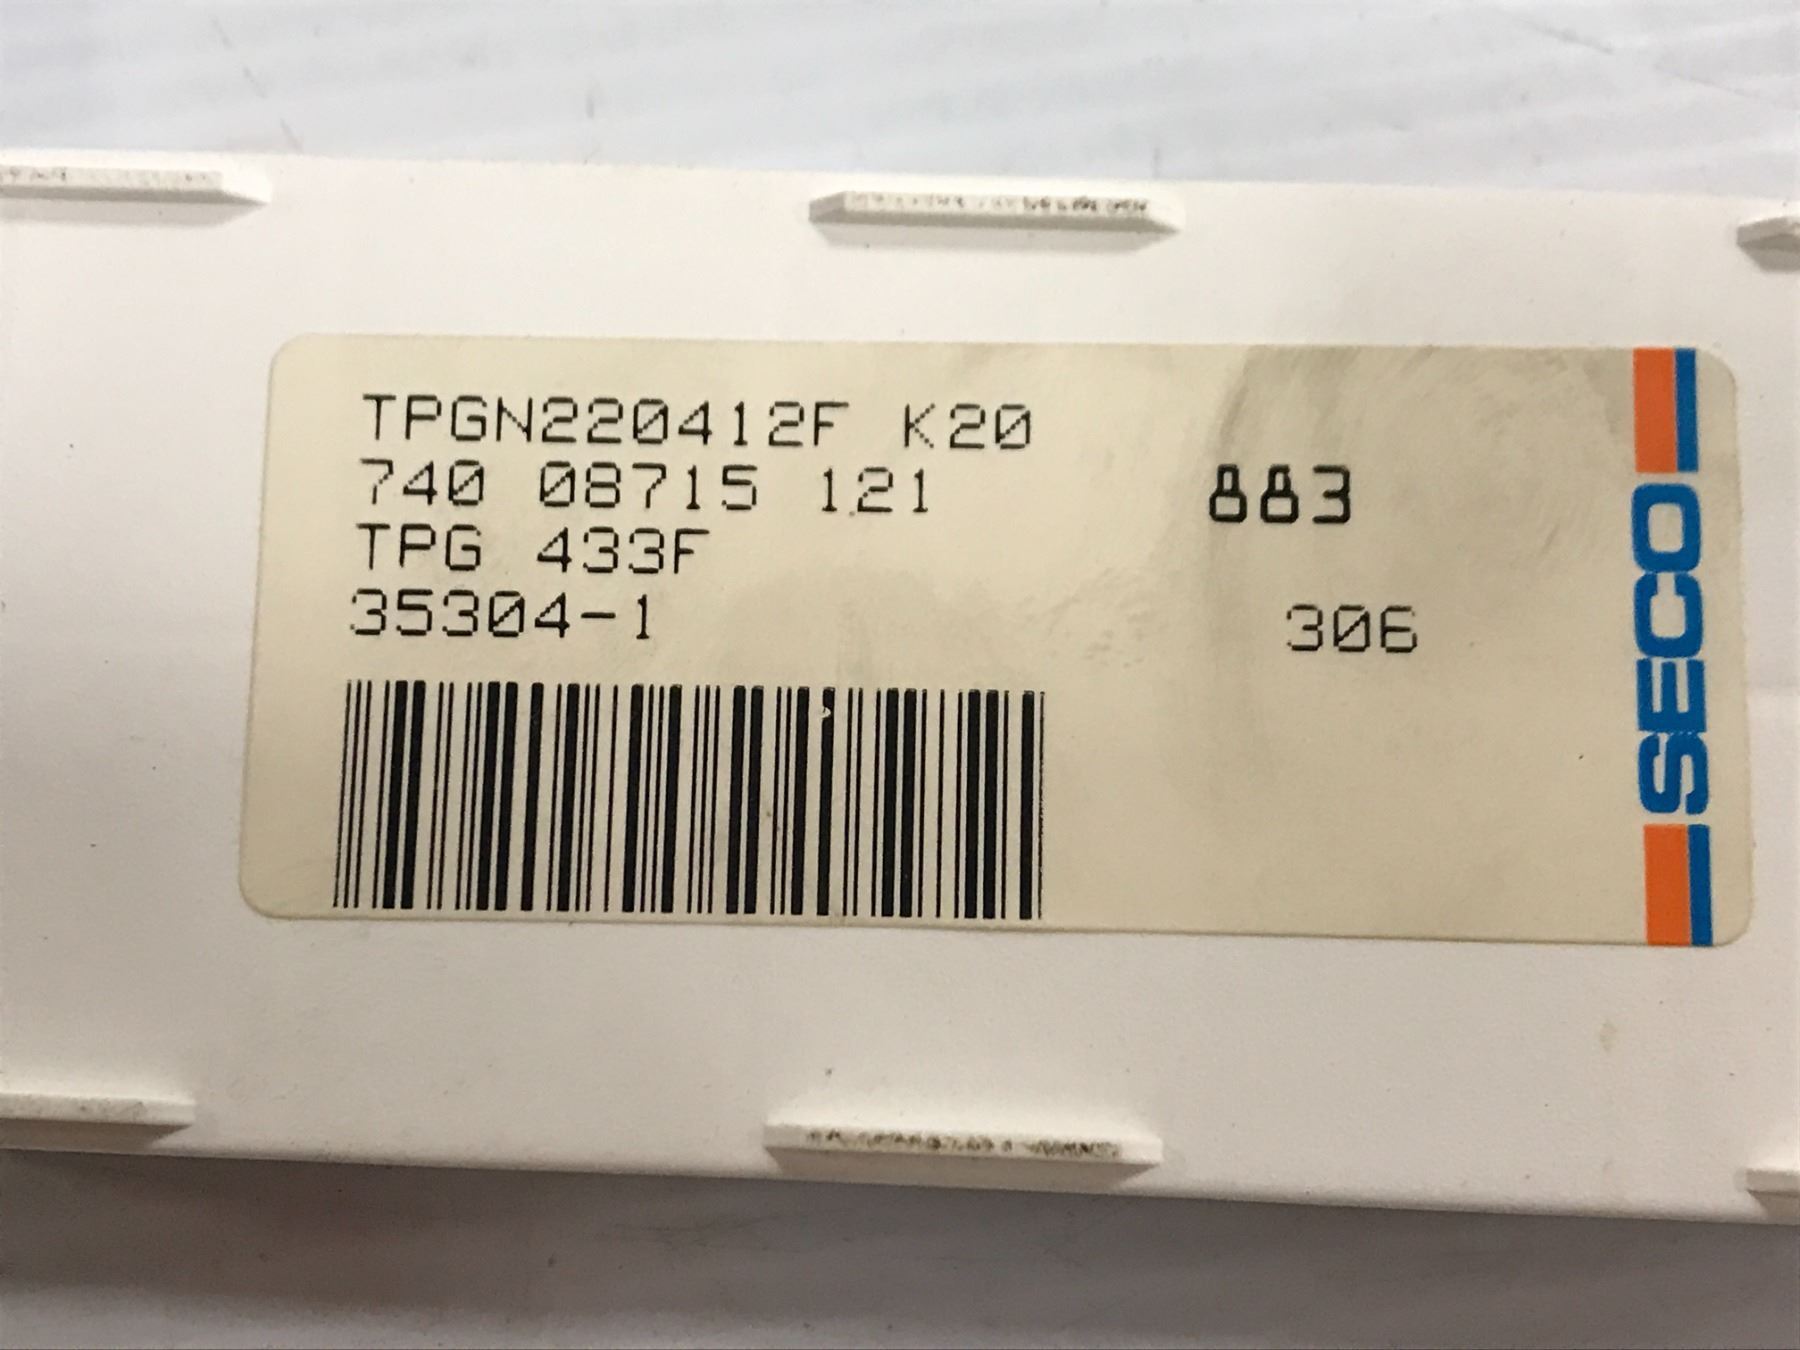 TPGN220412F K20
740 08715 121
883
TPG 433F
35304-1
306
SECO